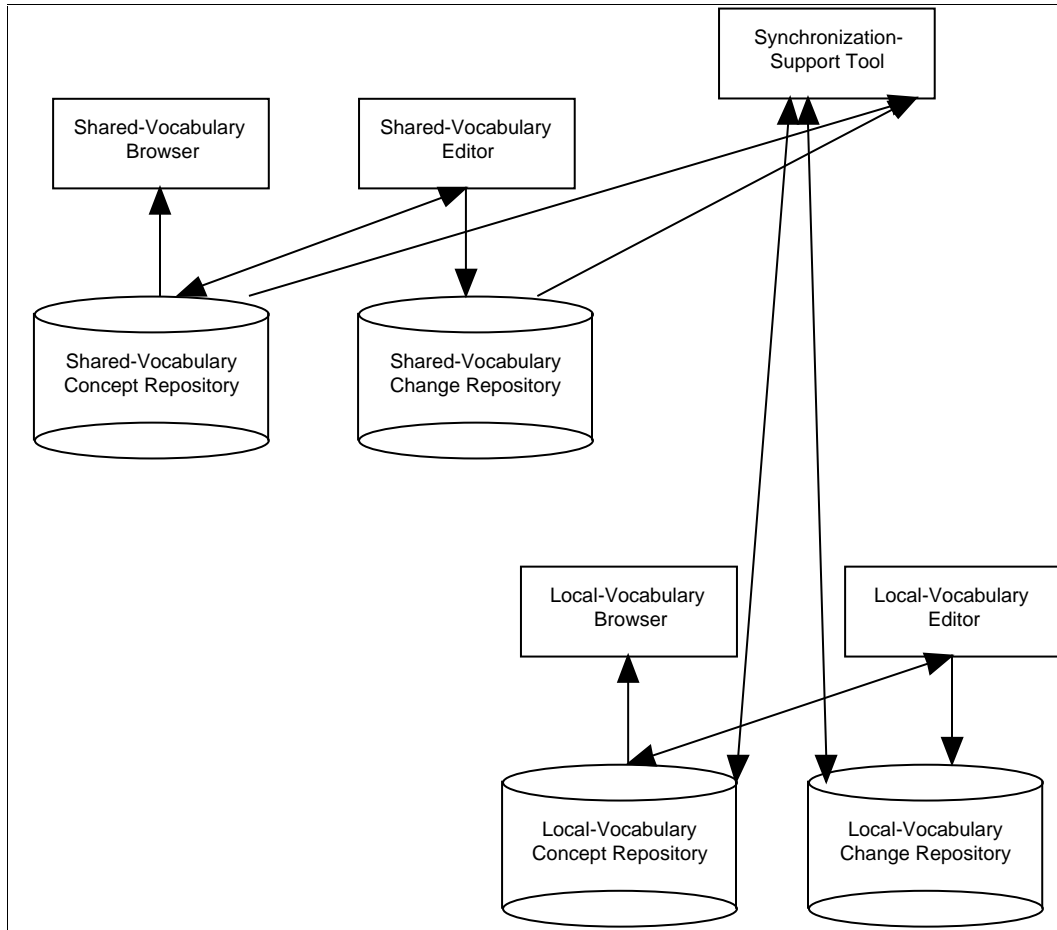 Synchronization-
Support Tool
Shared-Vocabulary
Browser
Shared-Vocabulary
Editor
Shared-Vocabulary
Concept Repository
Shared-Vocabulary
Change Repository
Local-Vocabulary
Browser
Local-Vocabulary
Editor
Local-Vocabulary
Concept Repository
Local-Vocabulary
Change Repository